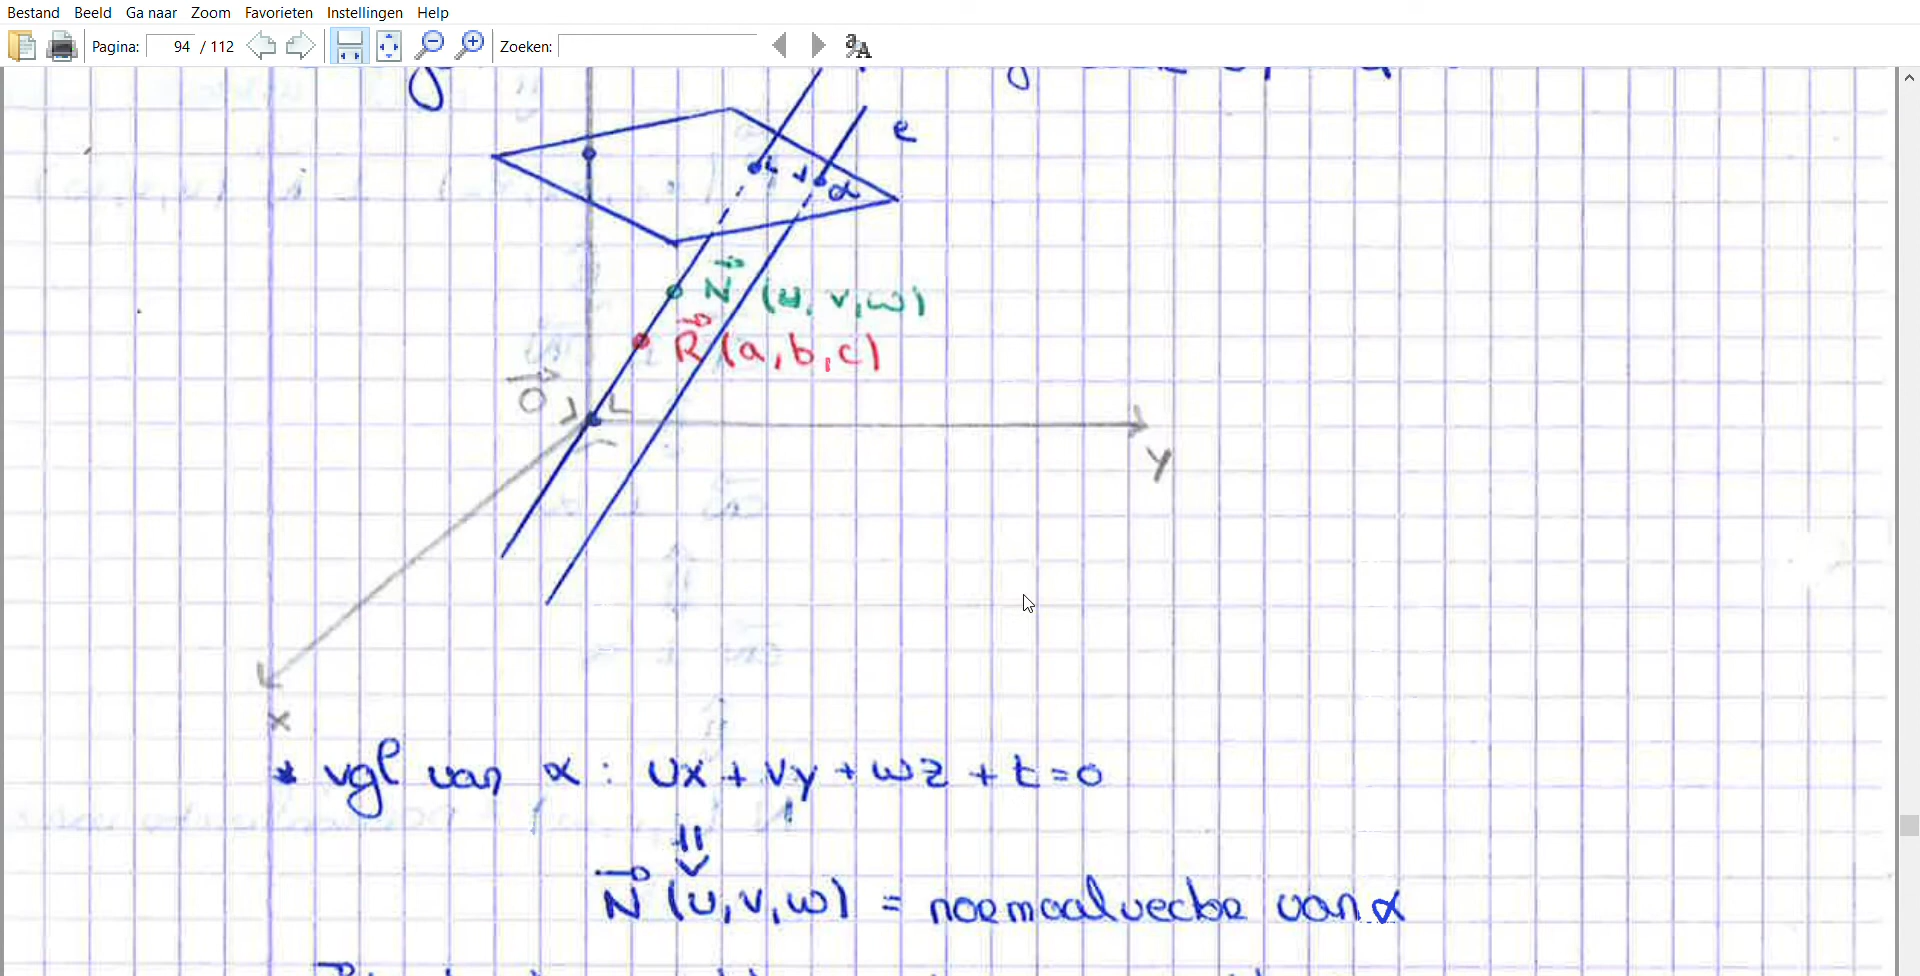 Bestand Beeld Ga naar Zoom Favorieten Instellingen Help
Pagina: 94 / 112 Zoeken:
e
α
N⃗ (u, v, w)
R⃗ (a, b, c)
O⃗
y
x
* vgl van α : ux + vy + wz + t = 0
⇓
N⃗ (u, v, w) = normaalvector van α